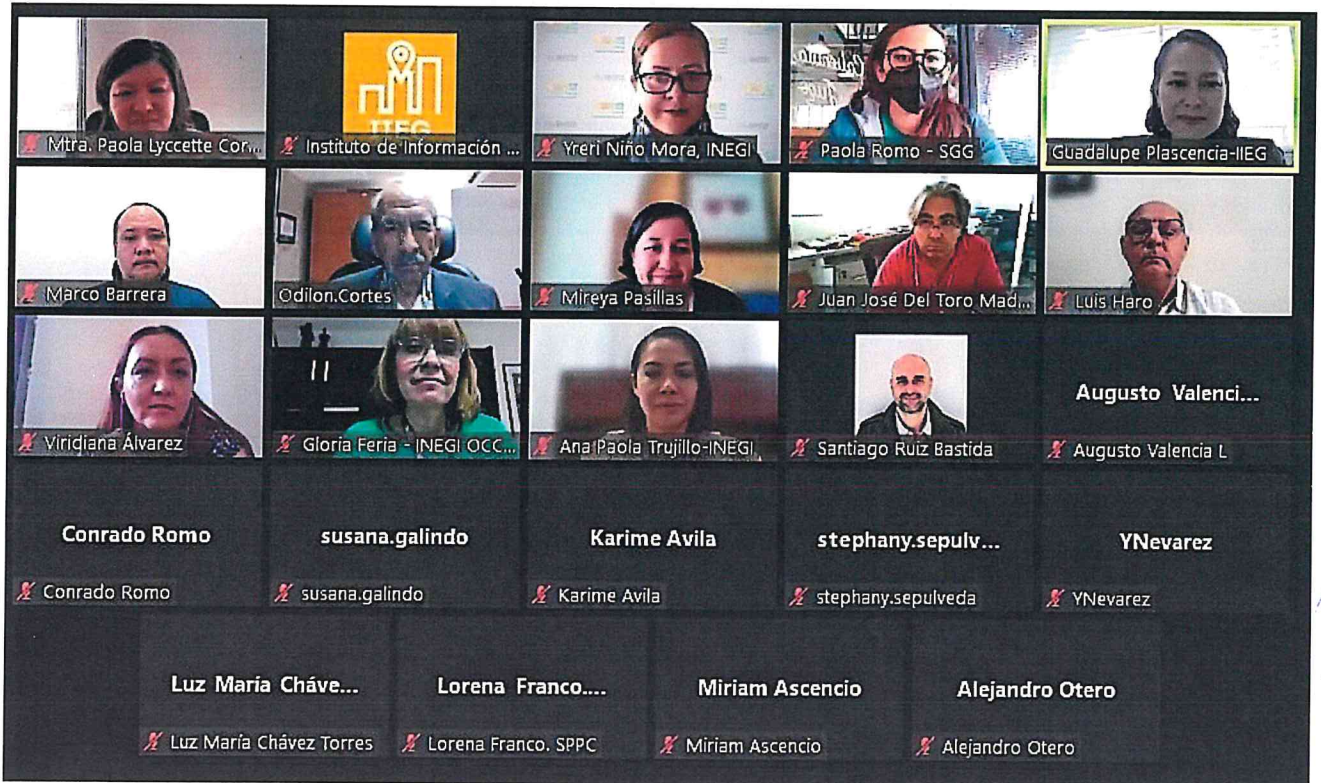 Mtra. Paola Lyccette Cor...
IIEG
Instituto de Información ...
Yreri Niño Mora, INEGI
Paola Romo - SGG
Guadalupe Plascencia-IIEG
Marco Barrera
Odilon.Cortes
Mireya Pasillas
Juan José Del Toro Mad...
Luis Haro
Viridiana Álvarez
Gloria Feria - INEGI OCC...
Ana Paola Trujillo-INEGI
Santiago Ruiz Bastida
Augusto Valenci...
Augusto Valencia L
Conrado Romo
Conrado Romo
susana.galindo
susana.galindo
Karime Avila
Karime Avila
stephany.sepulv...
stephany.sepulveda
YNevarez
YNevarez
Luz María Cháve...
Luz María Chávez Torres
Lorena Franco....
Lorena Franco. SPPC
Miriam Ascencio
Miriam Ascencio
Alejandro Otero
Alejandro Otero